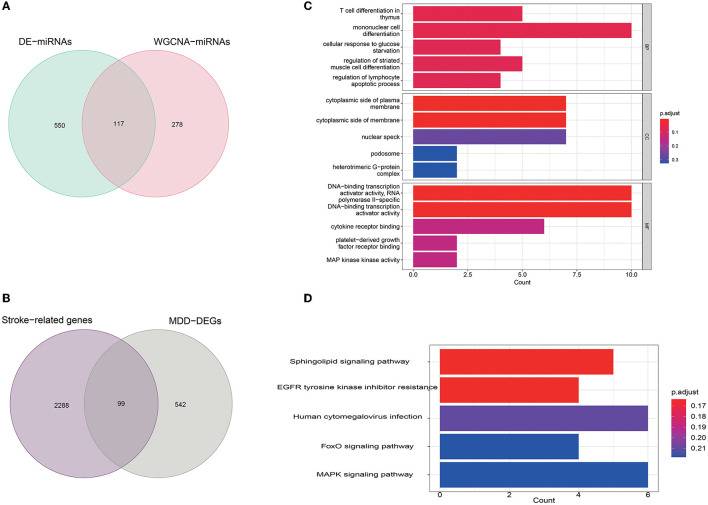 A
DE-miRNAs
WGCNA-miRNAs
550
117
278
B
Stroke-related genes
MDD-DEGs
2288
99
542
C
T cell differentiation in
thymus
mononuclear cell
differentiation
cellular response to glucose
starvation
regulation of striated
muscle cell differentiation
regulation of lymphocyte
apoptotic process
BP
cytoplasmic side of plasma
membrane
cytoplasmic side of membrane
nuclear speck
podosome
heterotrimeric G-protein
complex
CC
DNA-binding transcription
activator activity, RNA
polymerase II-specific
DNA-binding transcription
activator activity
cytokine receptor binding
platelet-derived growth
factor receptor binding
MAP kinase kinase activity
MF
0.0 2.5 5.0 7.5 10.0
Count
p.adjust
0.1
0.2
0.3
D
Sphingolipid signaling pathway
EGFR tyrosine kinase inhibitor resistance
Human cytomegalovirus infection
FoxO signaling pathway
MAPK signaling pathway
0 2 4 6
Count
p.adjust
0.17
0.18
0.19
0.20
0.21